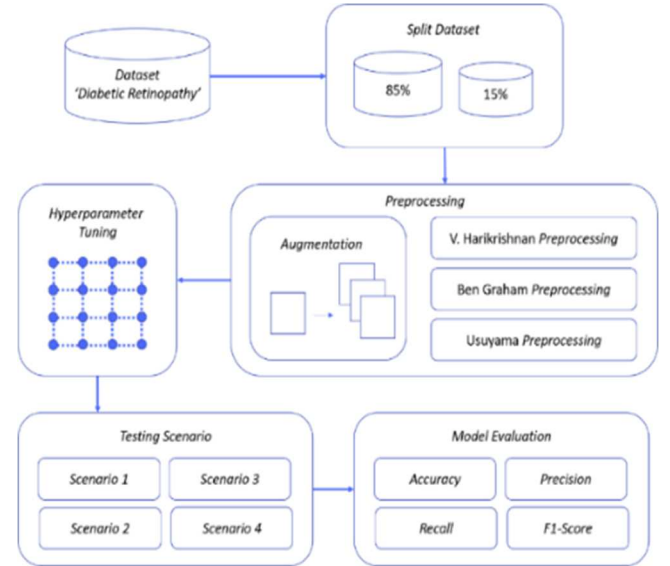 Split Dataset
Dataset
'Diabetic Retinopathy'
85%
15%
Hyperparameter
Tuning
Preprocessing
Augmentation
V. Harikrishnan Preprocessing
Ben Graham Preprocessing
Usuyama Preprocessing
Testing Scenario
Scenario 1
Scenario 3
Scenario 2
Scenario 4
Model Evaluation
Accuracy
Precision
Recall
F1-Score